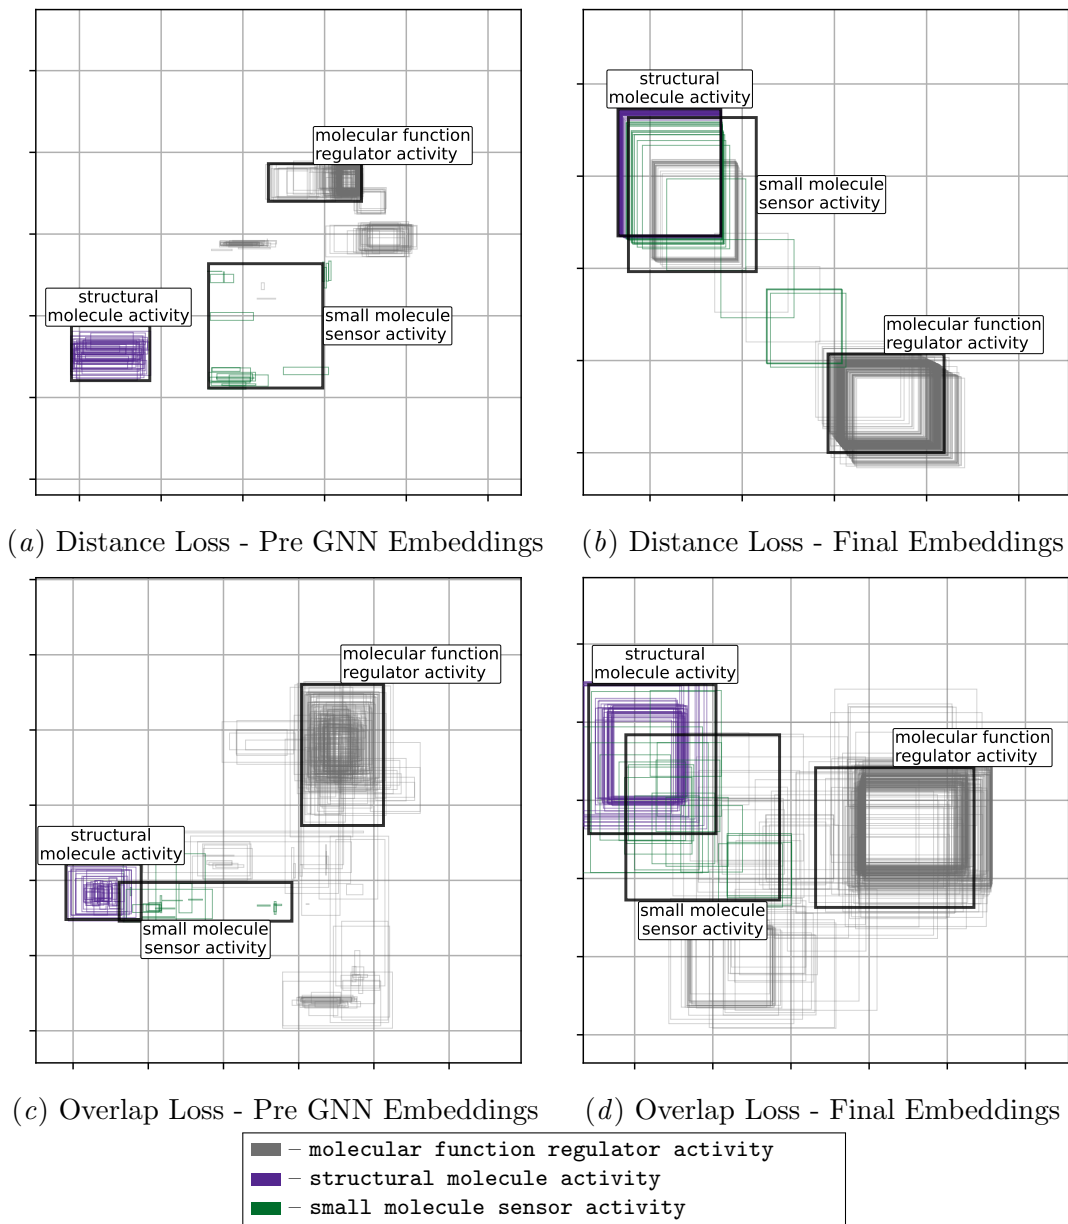 molecular function
regulator activity
structural
molecule activity
small molecule
sensor activity
(a) Distance Loss - Pre GNN Embeddings
structural
molecule activity
small molecule
sensor activity
molecular function
regulator activity
(b) Distance Loss - Final Embeddings
molecular function
regulator activity
structural
molecule activity
small molecule
sensor activity
(c) Overlap Loss - Pre GNN Embeddings
structural
molecule activity
molecular function
regulator activity
small molecule
sensor activity
(d) Overlap Loss - Final Embeddings
– molecular function regulator activity
– structural molecule activity
– small molecule sensor activity